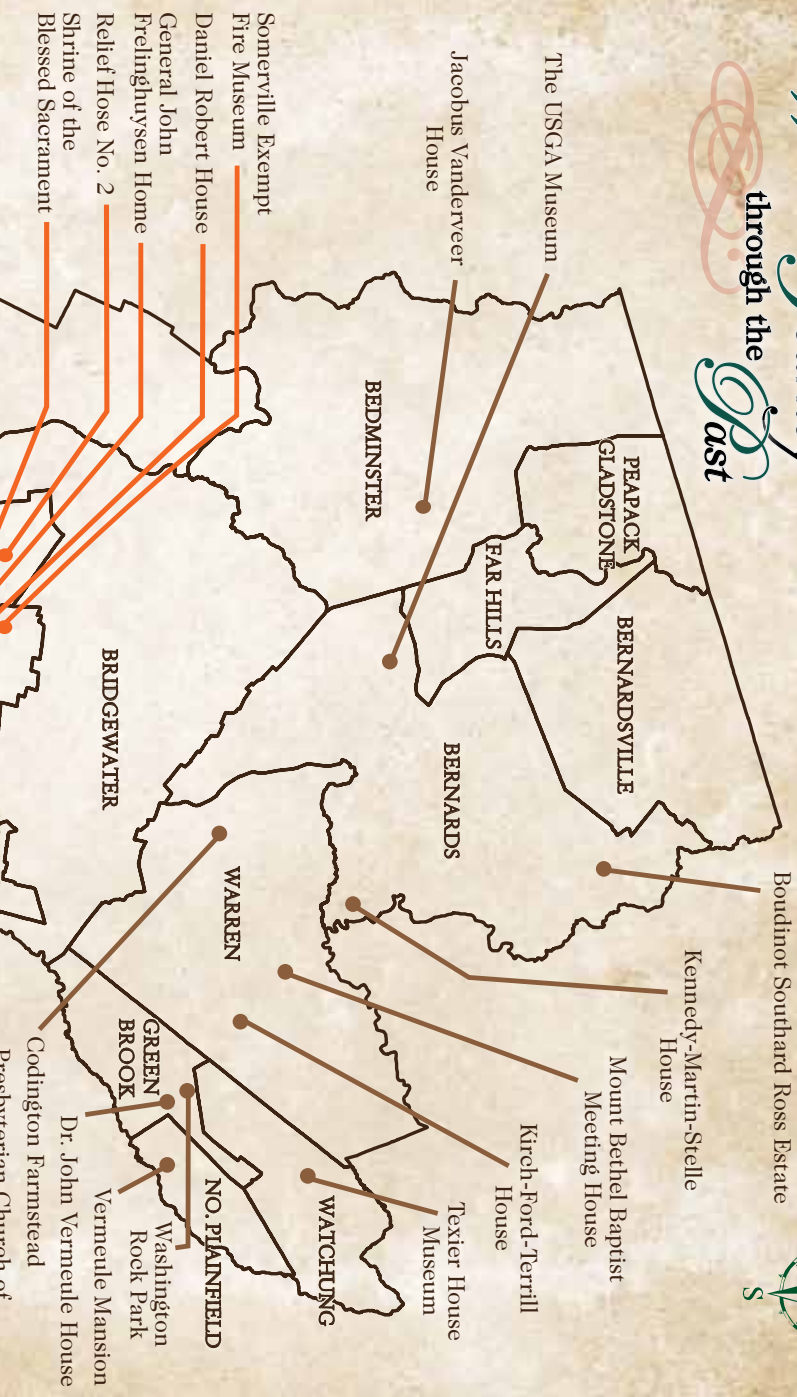 through the
Past
Somerville Exempt
Fire Museum
Daniel Robert House
General John
Frelinghuysen Home
Relief Hose No. 2
Shrine of the
Blessed Sacrament
Jacobus Vanderveer
House
The USGA Museum
PEAPACK
GLADSTONE
BEDMINSTER
FAR HILLS
BERNARDSVILLE
BERNARDS
BRIDGEWATER
WARREN
GREEN
BROOK
NO. PLAINFIELD
WATCHUNG
Boudinot Southard Ross Estate
Kennedy-Martin-Stelle
House
Mount Bethel Baptist
Meeting House
Kirch-Ford-Terrill
House
Texier House
Museum
Washington
Rock Park
Vermeule Mansion
Dr. John Vermeule House
Codington Farmstead
Presbyterian Church of
S